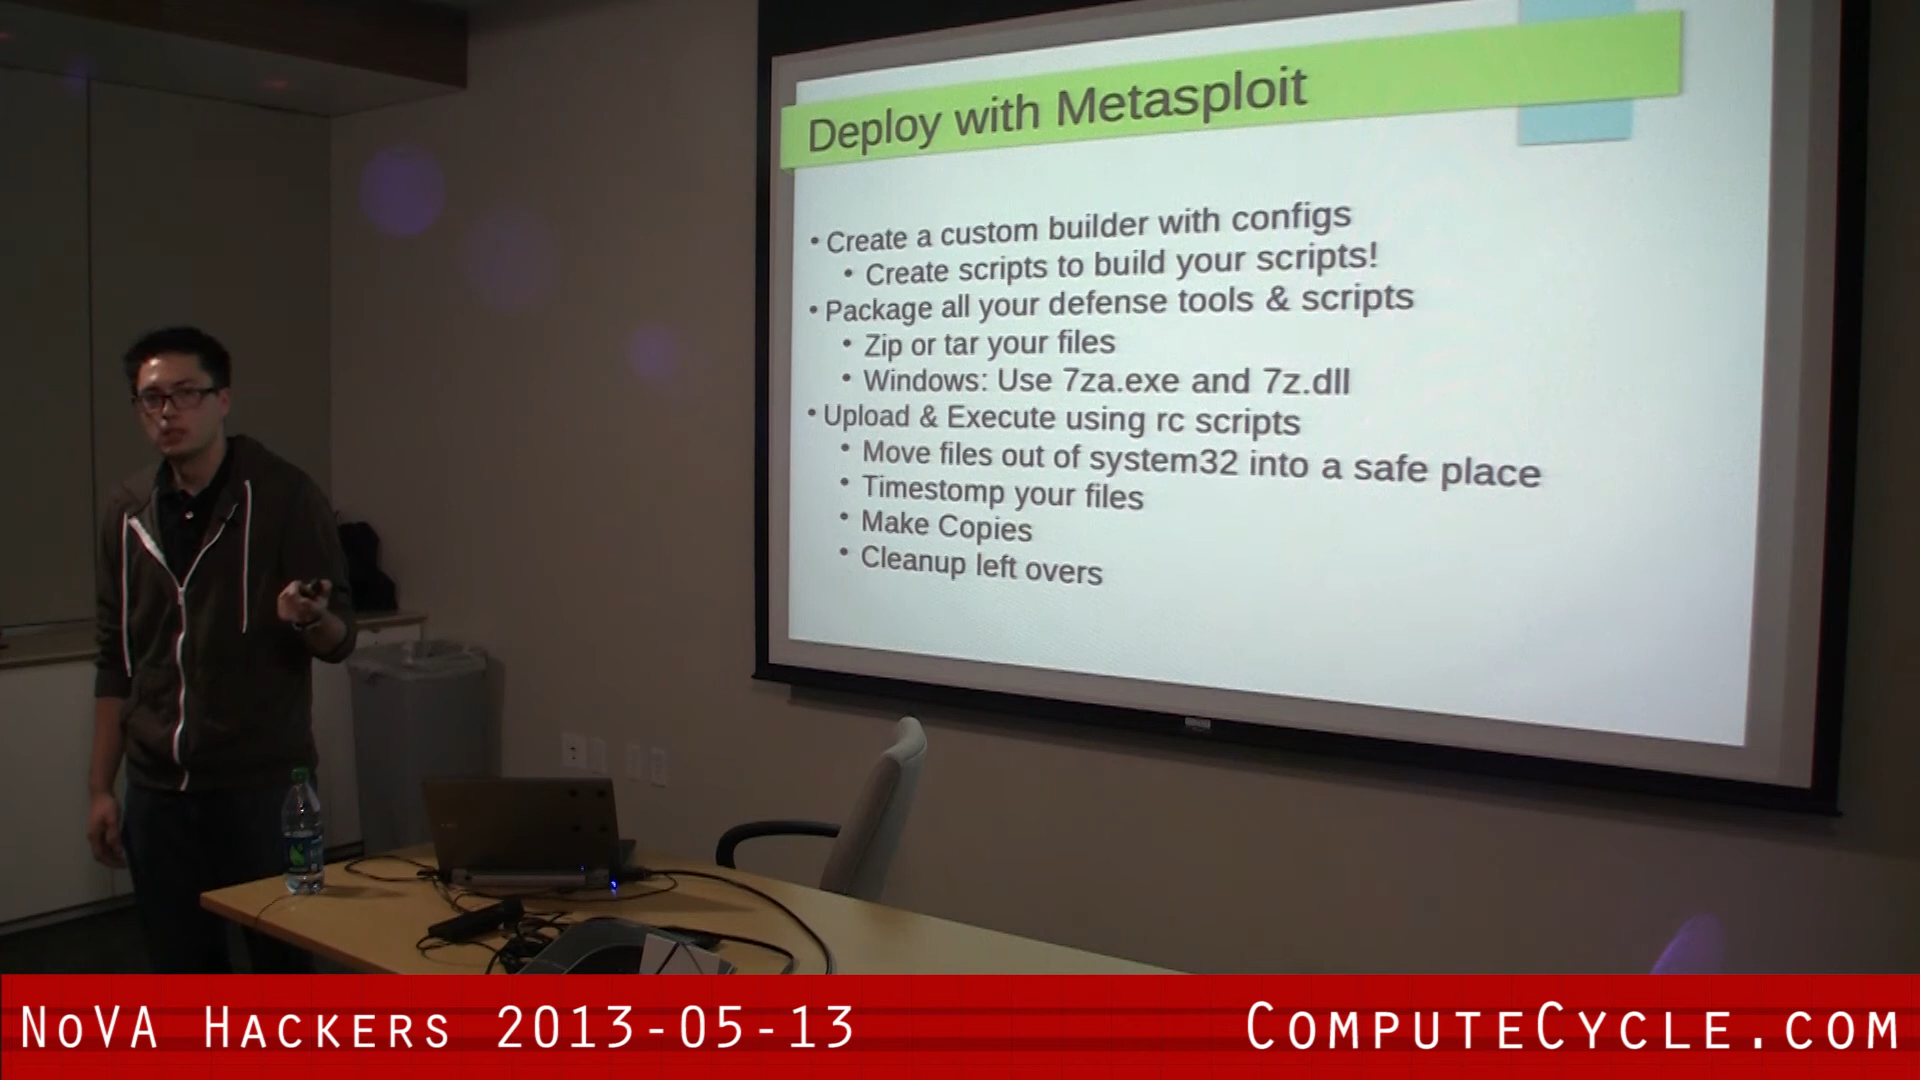 Deploy with Metasploit
• Create a custom builder with configs
• Create scripts to build your scripts!
• Package all your defense tools & scripts
• Zip or tar your files
• Windows: Use 7za.exe and 7z.dll
• Upload & Execute using rc scripts
• Move files out of system32 into a safe place
• Timestomp your files
• Make Copies
• Cleanup left overs
NoVA Hackers 2013-05-13
ComputeCycle.com